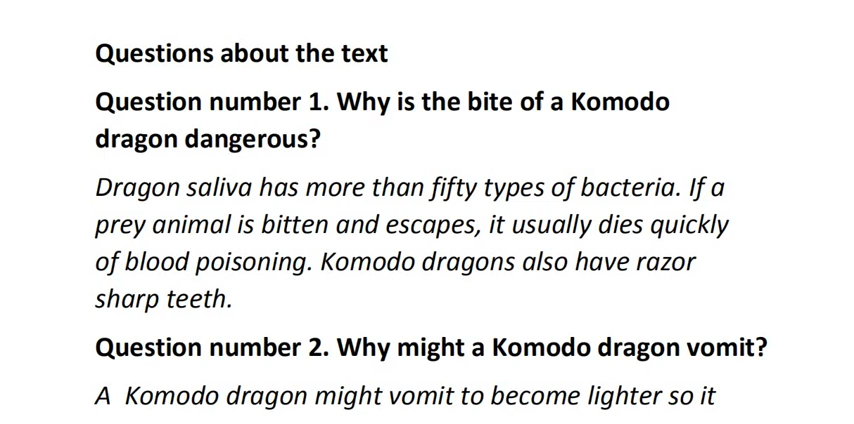 Questions about the text
Question number 1. Why is the bite of a Komodo
dragon dangerous?
Dragon saliva has more than fifty types of bacteria. If a
prey animal is bitten and escapes, it usually dies quickly
of blood poisoning. Komodo dragons also have razor
sharp teeth.
Question number 2. Why might a Komodo dragon vomit?
A  Komodo dragon might vomit to become lighter so it